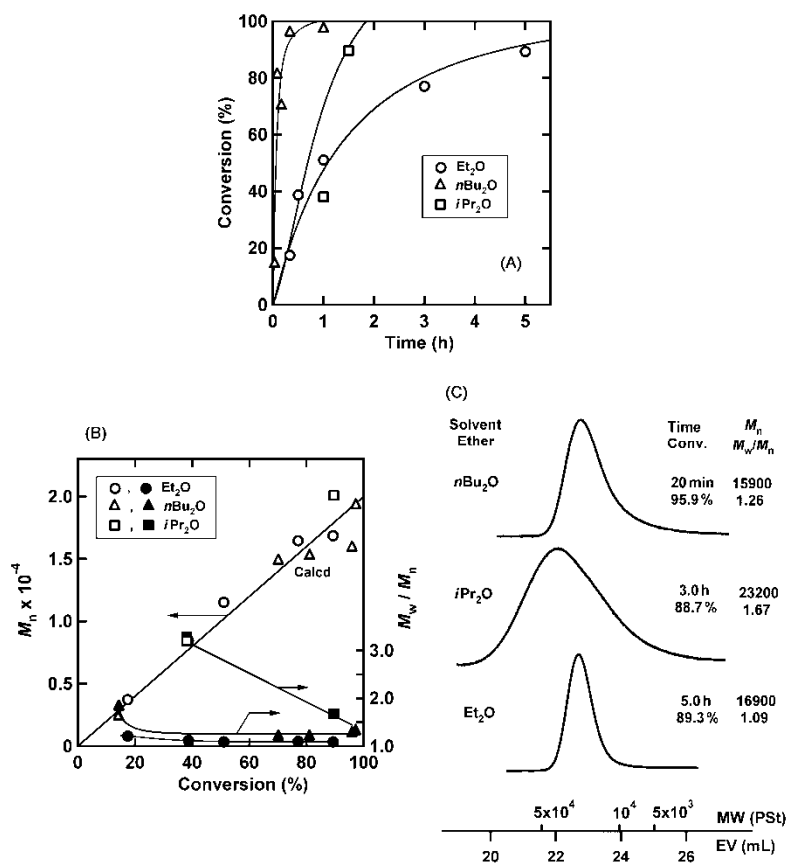 100
80
60
40
20
0
Conversion (%)
Et₂O
nBu₂O
iPr₂O
(A)
0 1 2 3 4 5
Time (h)
(B)
Et₂O
nBu₂O
iPr₂O
2.0
1.5
1.0
0.5
0
Mₙ x 10⁻⁴
Calcd
3.0
2.0
1.0
M_w / Mₙ
0 20 40 60 80 100
Conversion (%)
(C)
Solvent Time Mₙ
Ether Conv. M_w/Mₙ
nBu₂O 20 min 15900
95.9% 1.26
iPr₂O 3.0 h 23200
88.7% 1.67
Et₂O 5.0 h 16900
89.3% 1.09
5x10⁴ 10⁴ 5x10³ MW (PSt)
20 22 24 26 EV (mL)